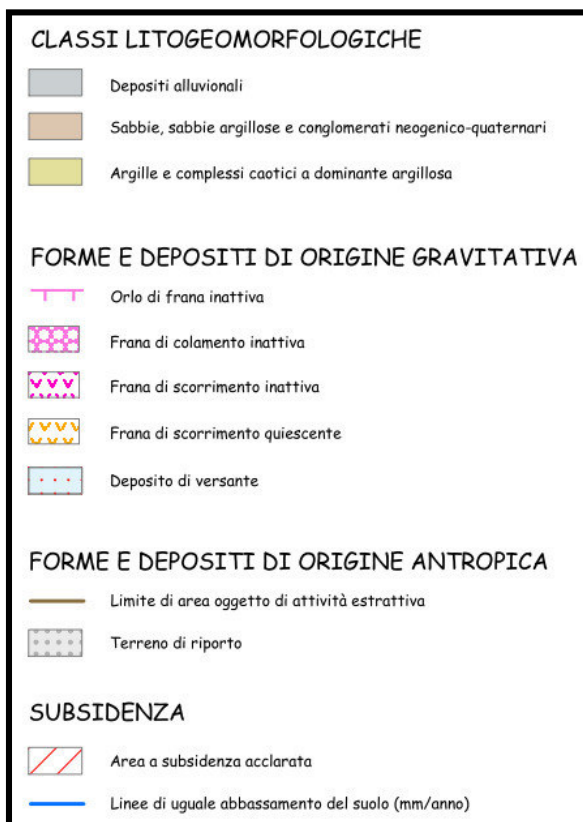 CLASSI LITOGEOMORFOLOGICHE
Depositi alluvionali
Sabbie, sabbie argillose e conglomerati neogenico-quaternari
Argille e complessi caotici a dominante argillosa
FORME E DEPOSITI DI ORIGINE GRAVITATIVA
Orlo di frana inattiva
Frana di colamento inattiva
Frana di scorrimento inattiva
Frana di scorrimento quiescente
Deposito di versante
FORME E DEPOSITI DI ORIGINE ANTROPICA
Limite di area oggetto di attività estrattiva
Terreno di riporto
SUBSIDENZA
Area a subsidenza acclarata
Linee di uguale abbassamento del suolo (mm/anno)